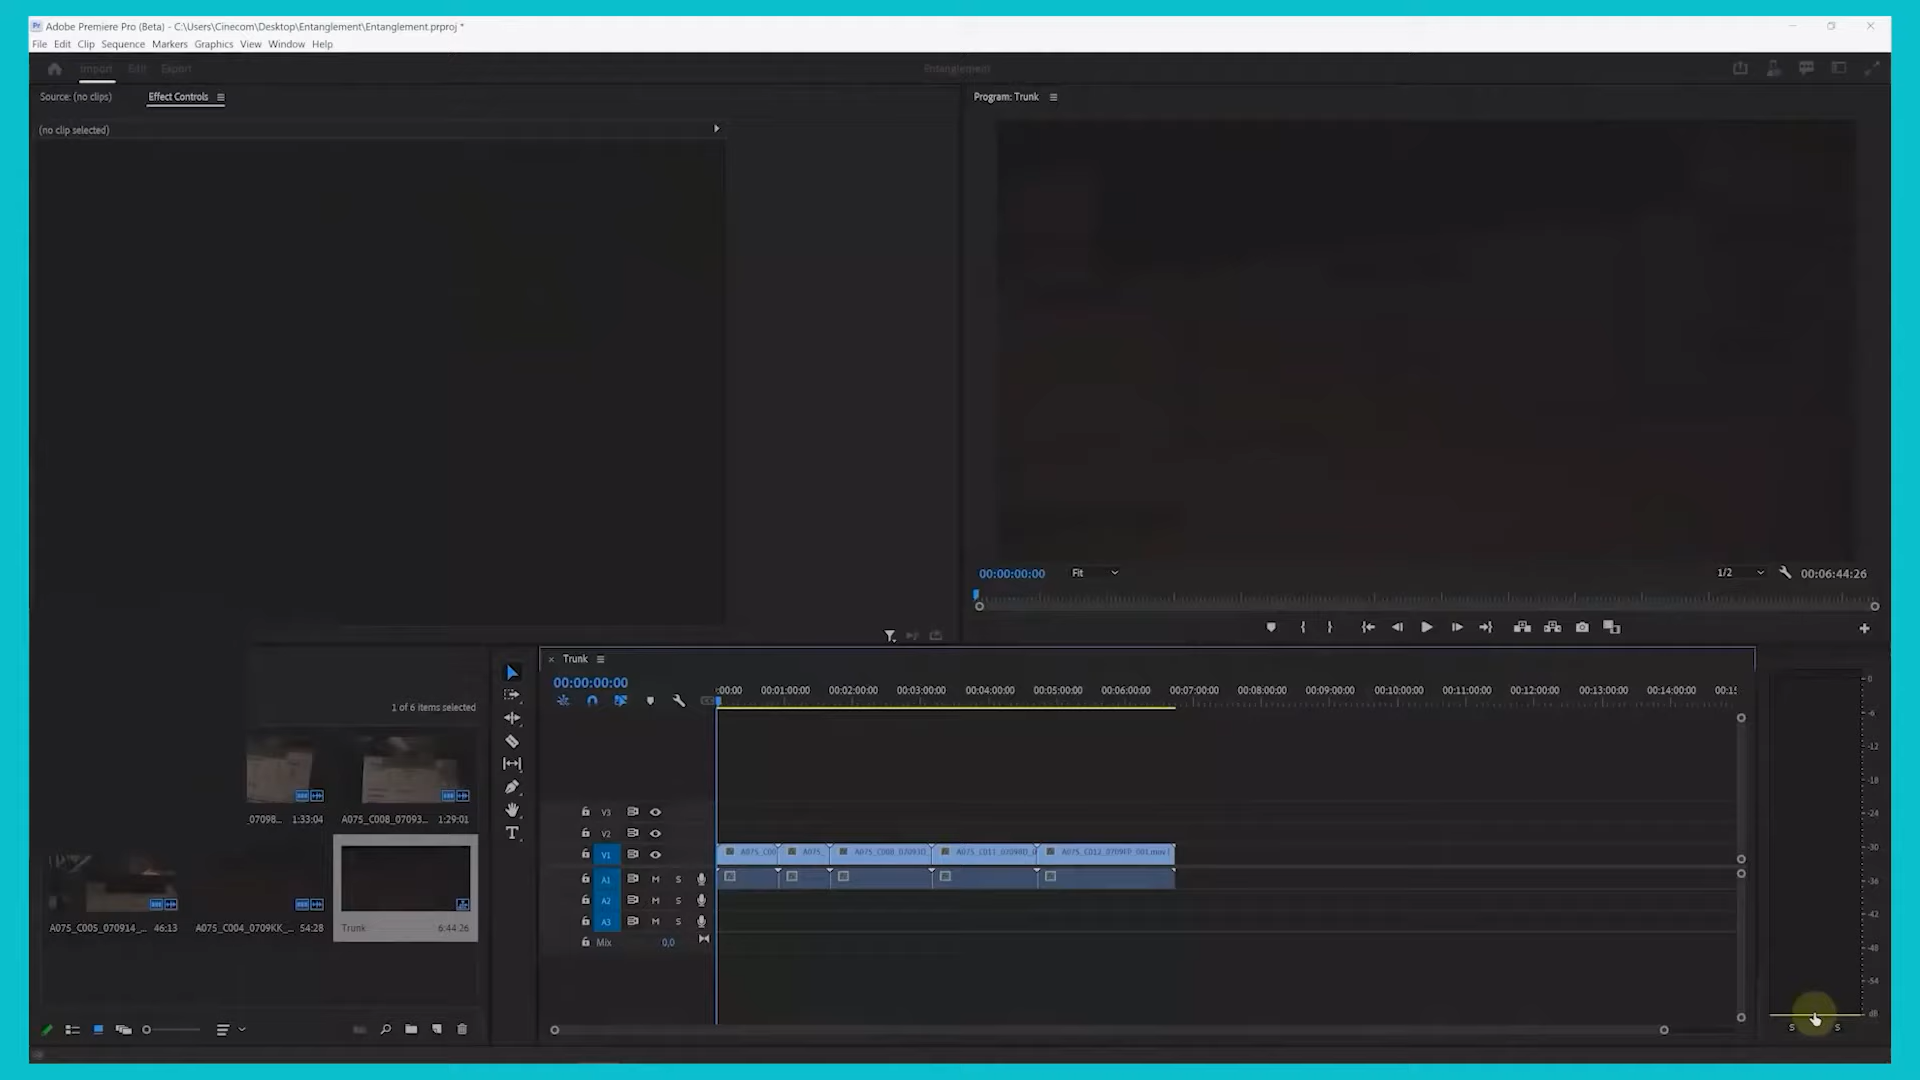 Adobe Premiere Pro (Beta) - C:\Users\Cinecom\Desktop\Entanglement\Entanglement.prproj *
File Edit Clip Sequence Markers Graphics View Window Help
Import Edit Export Entanglement
Source: (no clips) Effect Controls
Program: Trunk
(no clip selected)
00:00:00:00 Fit 1/2 00:06:44:26
Trunk
00:00:00:00
:00:00 00:01:00:00 00:02:00:00 00:03:00:00 00:04:00:00 00:05:00:00 00:06:00:00 00:07:00:00 00:08:00:00 00:09:00:00 00:10:00:00 00:11:00:00 00:12:00:00 00:13:00:00 00:14:00:00 00:15:
1 of 6 items selected
_07098... 1:33:04 A075_C008_07093... 1:29:01
A075_C005_070914_... 46:13 A075_C004_0709KK_... 54:28 Trunk 6:44:26
V3
V2
V1 A075_C00 A075_ A075_C008_07093 A075_C011_07098
A1 M S
A2 M S
A3 M S
Mix 0,0
0
-6
-12
-18
-24
-30
-36
-42
-48
-54
dB
S S